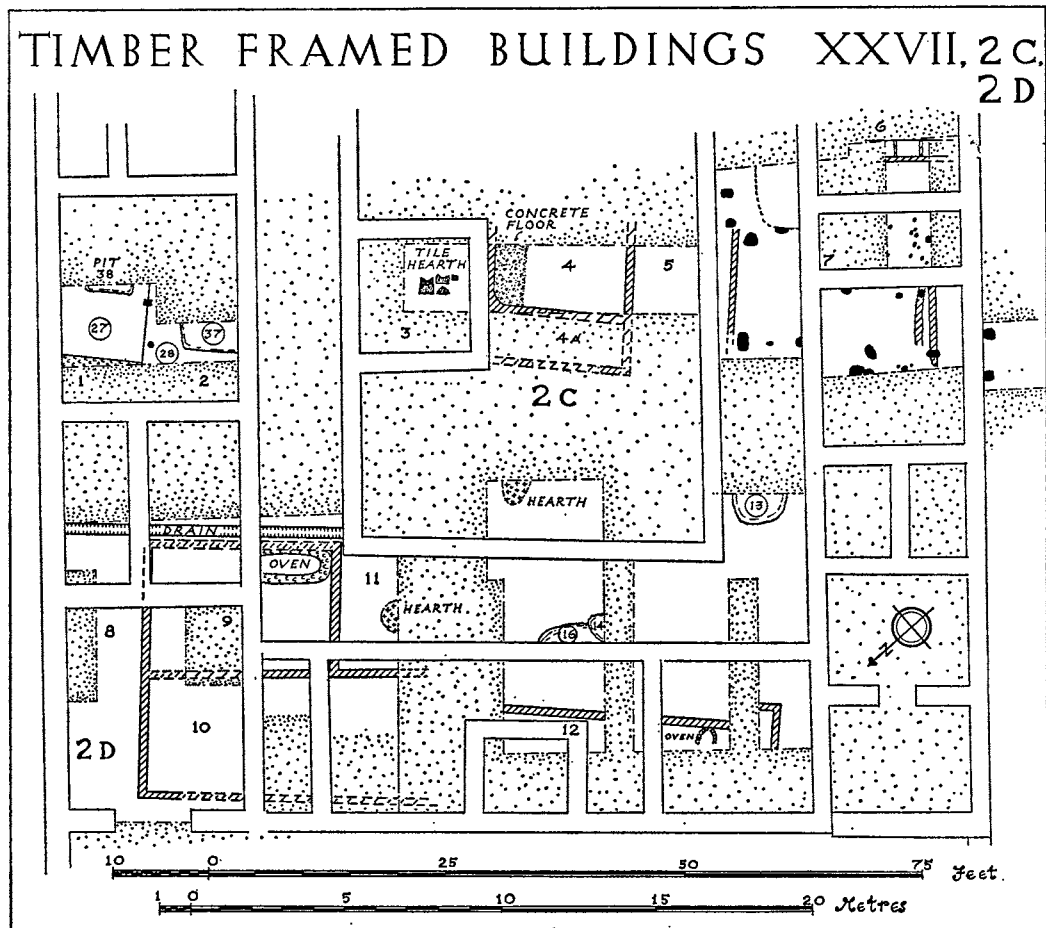 TIMBER FRAMED BUILDINGS XXVII, 2C,
2D
6
CONCRETE
FLOOR
PIT
38
TILE
HEARTH
4
5
7
27
37
3
4A
28
1
2
2C
HEARTH
13
DRAIN
OVEN
11
HEARTH
8
9
16
14
10
12
2D
OVEN
10 0 25 50 75 Feet.
1 0 5 10 15 20 Metres